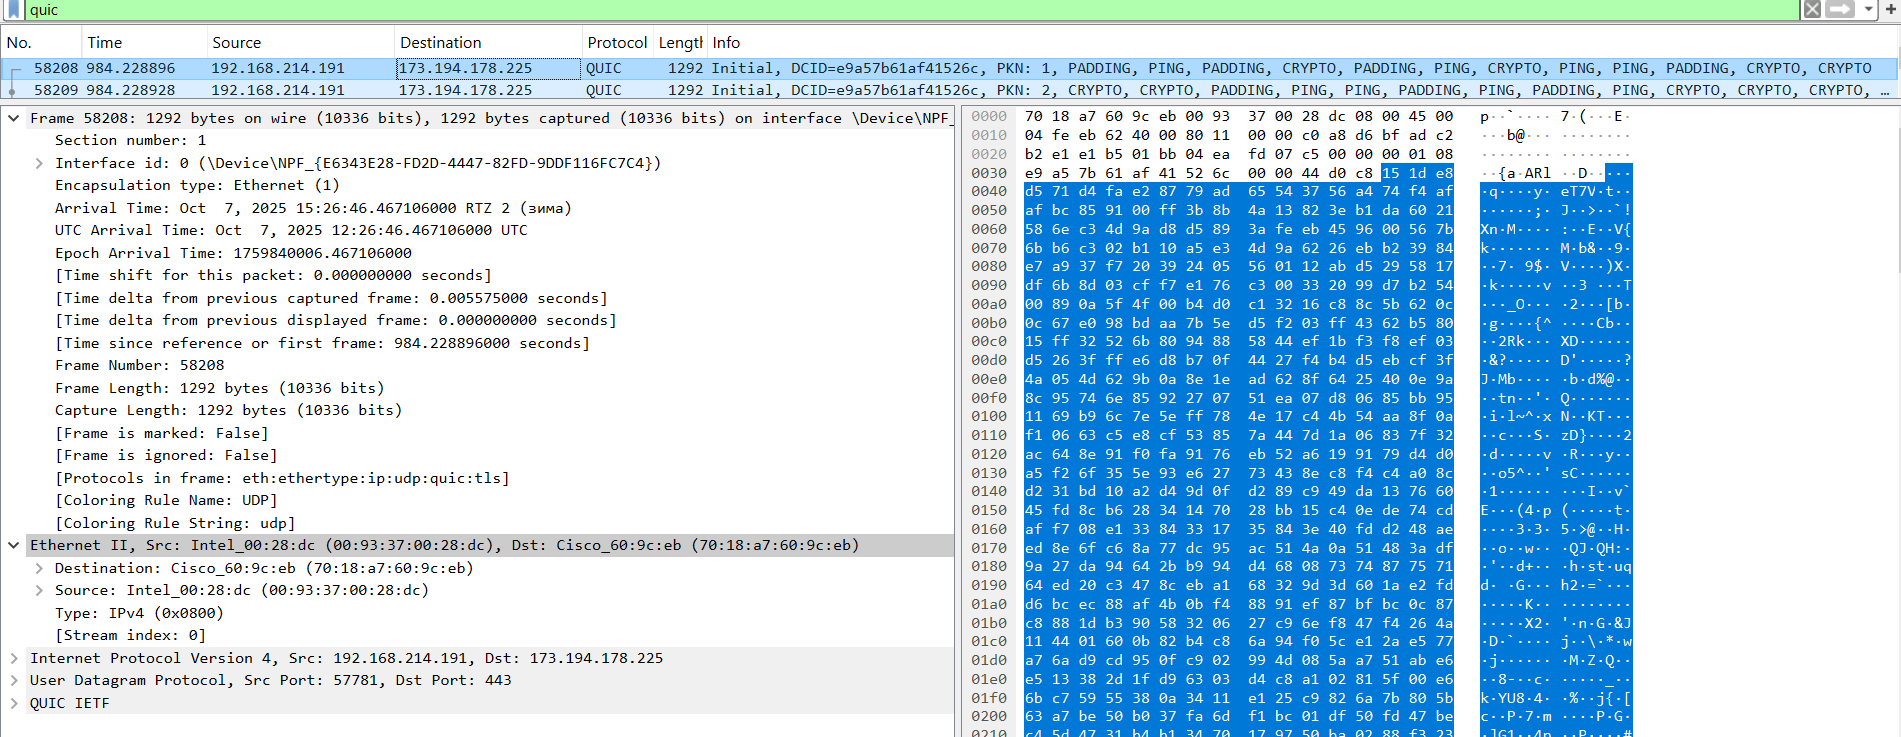 quic
No. Time Source Destination Protocol Length Info
58208 984.228896 192.168.214.191 173.194.178.225 QUIC 1292 Initial, DCID=e9a57b61af41526c, PKN: 1, PADDING, PING, PADDING, CRYPTO, PADDING, PING, CRYPTO, PING, PING, PADDING, CRYPTO, CRYPTO
58209 984.228928 192.168.214.191 173.194.178.225 QUIC 1292 Initial, DCID=e9a57b61af41526c, PKN: 2, CRYPTO, CRYPTO, PADDING, PING, PING, PADDING, PING, PADDING, PING, CRYPTO, CRYPTO, CRYPTO, …
Frame 58208: 1292 bytes on wire (10336 bits), 1292 bytes captured (10336 bits) on interface \Device\NPF_
Section number: 1
Interface id: 0 (\Device\NPF_{E6343E28-FD2D-4447-82FD-9DDF116FC7C4})
Encapsulation type: Ethernet (1)
Arrival Time: Oct  7, 2025 15:26:46.467106000 RTZ 2 (зима)
UTC Arrival Time: Oct  7, 2025 12:26:46.467106000 UTC
Epoch Arrival Time: 1759840006.467106000
[Time shift for this packet: 0.000000000 seconds]
[Time delta from previous captured frame: 0.005575000 seconds]
[Time delta from previous displayed frame: 0.000000000 seconds]
[Time since reference or first frame: 984.228896000 seconds]
Frame Number: 58208
Frame Length: 1292 bytes (10336 bits)
Capture Length: 1292 bytes (10336 bits)
[Frame is marked: False]
[Frame is ignored: False]
[Protocols in frame: eth:ethertype:ip:udp:quic:tls]
[Coloring Rule Name: UDP]
[Coloring Rule String: udp]
Ethernet II, Src: Intel_00:28:dc (00:93:37:00:28:dc), Dst: Cisco_60:9c:eb (70:18:a7:60:9c:eb)
Destination: Cisco_60:9c:eb (70:18:a7:60:9c:eb)
Source: Intel_00:28:dc (00:93:37:00:28:dc)
Type: IPv4 (0x0800)
[Stream index: 0]
Internet Protocol Version 4, Src: 192.168.214.191, Dst: 173.194.178.225
User Datagram Protocol, Src Port: 57781, Dst Port: 443
QUIC IETF
0000 70 18 a7 60 9c eb 00 93 37 00 28 dc 08 00 45 00
0010 04 fe eb 62 40 00 80 11 00 00 c0 a8 d6 bf ad c2
0020 b2 e1 e1 b5 01 bb 04 ea fd 07 c5 00 00 00 01 08
0030 e9 a5 7b 61 af 41 52 6c 00 00 44 d0 c8 15 1d e8
0040 d5 71 d4 fa e2 87 79 ad 65 54 37 56 a4 74 f4 af
0050 af bc 85 91 00 ff 3b 8b 4a 13 82 3e b1 da 60 21
0060 58 6e c3 4d 9a d8 d5 89 3a fe eb 45 96 00 56 7b
0070 6b b6 c3 02 b1 10 a5 e3 4d 9a 62 26 eb b2 39 84
0080 e7 a9 37 f7 20 39 24 05 56 01 12 ab d5 29 58 17
0090 df 6b 8d 03 cf f7 e1 76 c3 00 33 20 99 d7 b2 54
00a0 00 89 0a 5f 4f 00 b4 d0 c1 32 16 c8 8c 5b 62 0c
00b0 0c 67 e0 98 bd aa 7b 5e d5 f2 03 ff 43 62 b5 80
00c0 15 ff 32 52 6b 80 94 88 58 44 ef 1b f3 f8 ef 03
00d0 d5 26 3f ff e6 d8 b7 0f 44 27 f4 b4 d5 eb cf 3f
00e0 4a 05 4d 62 9b 0a 8e 1e ad 62 8f 64 25 40 0e 9a
00f0 8c 95 74 6e 85 92 27 07 51 ea 07 d8 06 85 bb 95
0100 11 69 b9 6c 7e 5e ff 78 4e 17 c4 4b 54 aa 8f 0a
0110 f1 06 63 c5 e8 cf 53 85 7a 44 7d 1a 06 83 7f 32
0120 ac 64 8e 91 f0 fa 91 76 eb 52 a6 19 91 79 d4 d0
0130 a5 f2 6f 35 5e 93 e6 27 73 43 8e c8 f4 c4 a0 8c
0140 d2 31 bd 10 a2 d4 9d 0f d2 89 c9 49 da 13 76 60
0150 45 fd 8c b6 28 34 14 70 28 bb 15 c4 0e de 74 cd
0160 af f7 08 e1 33 84 33 17 35 84 3e 40 fd d2 48 ae
0170 ed 8e 6f c6 8a 77 dc 95 ac 51 4a 0a 51 48 3a df
0180 9a 27 da 94 64 2b b9 94 d4 68 08 73 74 87 75 71
0190 64 ed 20 c3 47 8c eb a1 68 32 9d 3d 60 1a e2 fd
01a0 d6 bc ec 88 af 4b 0b f4 88 91 ef 87 bf bc 0c 87
01b0 c8 88 1d b3 90 58 32 06 27 c9 6e f8 47 f4 26 4a
01c0 11 44 01 60 0b 82 b4 c8 6a 94 f0 5c e1 2a e5 77
01d0 a7 6a d9 cd 95 0f c9 02 99 4d 08 5a a7 51 ab e6
01e0 e5 13 38 2d 1f d9 63 03 d4 c8 a1 02 81 5f 00 e6
01f0 6b c7 59 55 38 0a 34 11 e1 25 c9 82 6a 7b 80 5b
0200 63 a7 be 50 b0 37 fa 6d f1 bc 01 df 50 fd 47 be
0210 c4 5d 47 31 b4 b1 34 70 17 97 50 ba 02 88 f3 23